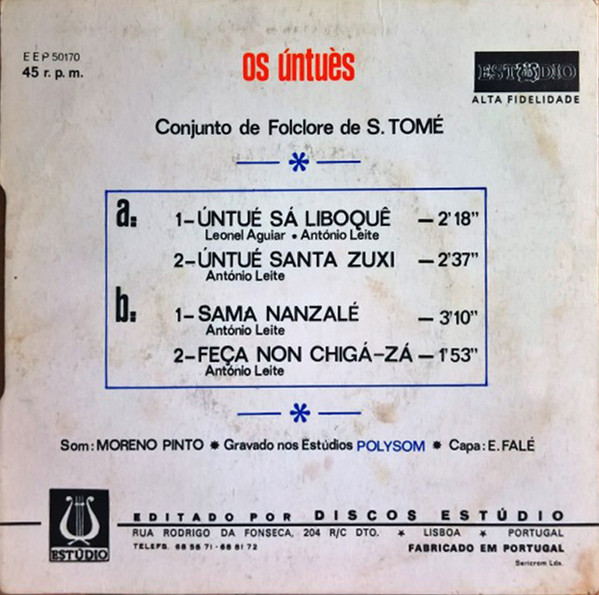 EEP 50170
45 r. p. m.
os úntuès
ESTÚDIO
ALTA FIDELIDADE
Conjunto de Folclore de S. TOMÉ
a:
1-ÚNTUÉ SÁ LIBOQUÊ - 2'18"
Leonel Aguiar • António Leite
2-ÚNTUÉ SANTA ZUXI - 2'37"
António Leite
b:
1-SAMA NANZALÉ - 3'10"
António Leite
2-FEÇA NON CHIGÁ-ZÁ - 1'53"
António Leite
Som: MORENO PINTO * Gravado nos Estúdios POLYSOM * Capa: E. FALÉ
ESTÚDIO
EDITADO POR DISCOS ESTÚDIO
RUA RODRIGO DA FONSECA, 204 R/C DTO. * LISBOA * PORTUGAL
TELEFS. 68 58 71 - 68 81 72 FABRICADO EM PORTUGAL
Sericrom Lda.